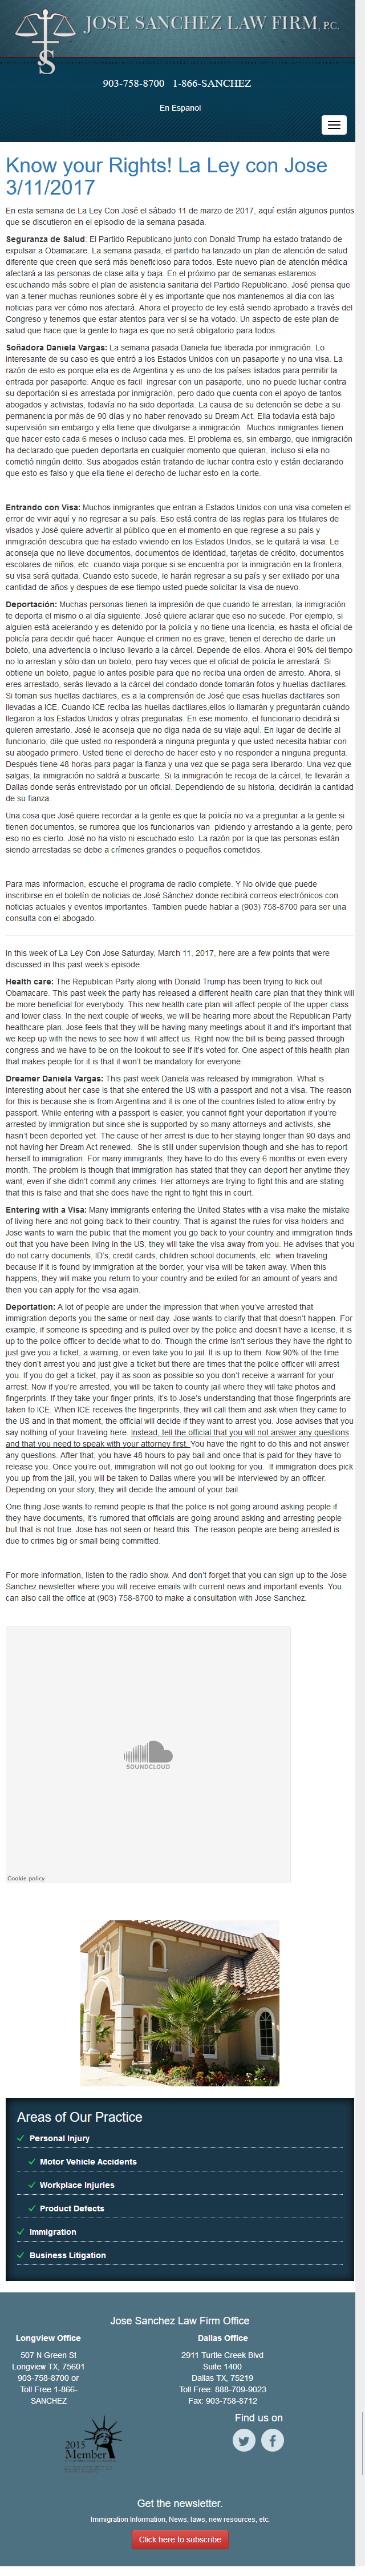 JOSE SANCHEZ LAW FIRM, P.C.
JS
903-758-8700 1-866-SANCHEZ
En Espanol
Know your Rights! La Ley con Jose
3/11/2017
En esta semana de La Ley Con José el sábado 11 de marzo de 2017, aquí están algunos puntos
que se discutieron en el episodio de la semana pasada.
Seguranza de Salud: El Partido Republicano junto con Donald Trump ha estado tratando de
expulsar a Obamacare. La semana pasada, el partido ha lanzado un plan de atención de salud
diferente que creen que será más beneficioso para todos. Este nuevo plan de atención médica
afectará a las personas de clase alta y baja. En el próximo par de semanas estaremos
escuchando más sobre el plan de asistencia sanitaria del Partido Republicano. José piensa que
van a tener muchas reuniones sobre él y es importante que nos mantenemos al día con las
noticias para ver cómo nos afectará. Ahora el proyecto de ley está siendo aprobado a través del
Congreso y tenemos que estar atentos para ver si se ha votado. Un aspecto de este plan de
salud que hace que la gente lo haga es que no será obligatorio para todos.
Soñadora Daniela Vargas: La semana pasada Daniela fue liberada por inmigración. Lo
interesante de su caso es que entró a los Estados Unidos con un pasaporte y no una visa. La
razón de esto es porque ella es de Argentina y es uno de los países listados para permitir la
entrada por pasaporte. Anque es facil  ingresar con un pasaporte, uno no puede luchar contra
su deportación si es arrestada por inmigración, pero dado que cuenta con el apoyo de tantos
abogados y activistas, todavía no ha sido deportada. La causa de su detención se debe a su
permanencia por más de 90 días y no haber renovado su Dream Act. Ella todavía está bajo
supervisión sin embargo y ella tiene que divulgarse a inmigración.  Muchos inmigrantes tienen
que hacer esto cada 6 meses o incluso cada mes. El problema es, sin embargo, que inmigración
ha declarado que pueden deportarla en cualquier momento que quieran, incluso si ella no
cometió ningún delito. Sus abogados están tratando de luchar contra esto y están declarando
que esto es falso y que ella tiene el derecho de luchar esto en la corte.
Entrando con Visa: Muchos inmigrantes que entran a Estados Unidos con una visa cometen el
error de vivir aquí y no regresar a su país. Eso está contra de las reglas para los titulares de
visados y José quiere advertir al público que en el momento en que regrese a su país y
inmigración descubra que ha estado viviendo en los Estados Unidos, se le quitará la visa. Le
aconseja que no lleve documentos, documentos de identidad, tarjetas de crédito, documentos
escolares de niños, etc. cuando viaja porque si se encuentra por la inmigración en la frontera,
su visa será quitada. Cuando esto sucede, le harán regresar a su país y ser exiliado por una
cantidad de años y despues de ese tiempo usted puede solicitar la visa de nuevo.
Deportación: Muchas personas tienen la impresión de que cuando te arrestan, la inmigración
te deporta el mismo o al día siguiente. José quiere aclarar que eso no sucede. Por ejemplo, si
alguien está acelerando y es detenido por la policía y no tiene una licencia, es hasta el oficial de
policía para decidir qué hacer. Aunque el crimen no es grave, tienen el derecho de darle un
boleto, una advertencia o incluso llevarlo a la cárcel. Depende de ellos. Ahora el 90% del tiempo
no lo arrestan y sólo dan un boleto, pero hay veces que el oficial de policía le arrestará. Si
obtiene un boleto, pague lo antes posible para que no reciba una orden de arresto. Ahora, si
eres arrestado, serás llevado a la cárcel del condado donde tomarán fotos y huellas dactilares.
Si toman sus huellas dactilares, es a la comprensión de José que esas huellas dactilares son
llevadas a ICE. Cuando ICE reciba las huellas dactilares,ellos lo llamarán y preguntarán cuándo
llegaron a los Estados Unidos y otras pregunatas. En ese momento, el funcionario decidirá si
quieren arrestarlo. José le aconseja que no diga nada de su viaje aquí. En lugar de decirle al
funcionario, dile que usted no responderá a ninguna pregunta y que usted necesita hablar con
su abogado primero. Usted tiene el derecho de hacer esto y no responder a ninguna pregunta.
Después tiene 48 horas para pagar la fianza y una vez que se paga sera liberardo. Una vez que
salgas, la inmigración no saldrá a buscarte. Si la inmigración te recoja de la cárcel, te llevarán a
Dallas donde serás entrevistado por un oficial. Dependiendo de su historia, decidirán la cantidad
de su fianza.
Una cosa que José quiere recordar a la gente es que la policía no va a preguntar a la gente si
tienen documentos, se rumorea que los funcionarios van  pidiendo y arrestando a la gente, pero
eso no es cierto. José no ha visto ni escuchado esto. La razón por la que las personas están
siendo arrestadas se debe a crímenes grandes o pequeños cometidos.
Para mas informacion, escuche el programa de radio complete. Y No olvide que puede
inscribirse en el boletín de noticias de José Sánchez donde recibirá correos electrónicos con
noticias actuales y eventos importantes. Tambien puede hablar a (903) 758-8700 para ser una
consulta con el abogado.
In this week of La Ley Con Jose Saturday, March 11, 2017, here are a few points that were
discussed in this past week's episode.
Health care: The Republican Party along with Donald Trump has been trying to kick out
Obamacare. This past week the party has released a different health care plan that they think will
be more beneficial for everybody. This new health care plan will affect people of the upper class
and lower class. In the next couple of weeks, we will be hearing more about the Republican Party
healthcare plan. Jose feels that they will be having many meetings about it and it's important that
we keep up with the news to see how it will affect us. Right now the bill is being passed through
congress and we have to be on the lookout to see if it's voted for. One aspect of this health plan
that makes people for it is that it won't be mandatory for everyone.
Dreamer Daniela Vargas: This past week Daniela was released by immigration. What is
interesting about her case is that she entered the US with a passport and not a visa. The reason
for this is because she is from Argentina and it is one of the countries listed to allow entry by
passport. While entering with a passport is easier, you cannot fight your deportation if you're
arrested by immigration but since she is supported by so many attorneys and activists, she
hasn't been deported yet. The cause of her arrest is due to her staying longer than 90 days and
not having her Dream Act renewed.  She is still under supervision though and she has to report
herself to immigration. For many immigrants, they have to do this every 6 months or even every
month. The problem is though that immigration has stated that they can deport her anytime they
want, even if she didn't commit any crimes. Her attorneys are trying to fight this and are stating
that this is false and that she does have the right to fight this in court.
Entering with a Visa: Many immigrants entering the United States with a visa make the mistake
of living here and not going back to their country. That is against the rules for visa holders and
Jose wants to warn the public that the moment you go back to your country and immigration finds
out that you have been living in the US, they will take the visa away from you. He advises that you
do not carry documents, ID's, credit cards, children school documents, etc. when traveling
because if it is found by immigration at the border, your visa will be taken away. When this
happens, they will make you return to your country and be exiled for an amount of years and
then you can apply for the visa again.
Deportation: A lot of people are under the impression that when you've arrested that
immigration deports you the same or next day. Jose wants to clarify that that doesn't happen. For
example, if someone is speeding and is pulled over by the police and doesn't have a license, it is
up to the police officer to decide what to do. Though the crime isn't serious they have the right to
just give you a ticket, a warning, or even take you to jail. It is up to them. Now 90% of the time
they don't arrest you and just give a ticket but there are times that the police officer will arrest
you. If you do get a ticket, pay it as soon as possible so you don't receive a warrant for your
arrest. Now if you're arrested, you will be taken to county jail where they will take photos and
fingerprints. If they take your finger prints, it's to Jose's understanding that those fingerprints are
taken to ICE. When ICE receives the fingerprints, they will call them and ask when they came to
the US and in that moment, the official will decide if they want to arrest you. Jose advises that you
say nothing of your traveling here. Instead, tell the official that you will not answer any questions
and that you need to speak with your attorney first. You have the right to do this and not answer
any questions. After that, you have 48 hours to pay bail and once that is paid for they have to
release you. Once you're out, immigration will not go out looking for you.  If immigration does pick
you up from the jail, you will be taken to Dallas where you will be interviewed by an officer.
Depending on your story, they will decide the amount of your bail.
One thing Jose wants to remind people is that the police is not going around asking people if
they have documents, it's rumored that officials are going around asking and arresting people
but that is not true. Jose has not seen or heard this. The reason people are being arrested is
due to crimes big or small being committed.
For more information, listen to the radio show. And don't forget that you can sign up to the Jose
Sanchez newsletter where you will receive emails with current news and important events. You
can also call the office at (903) 758-8700 to make a consultation with Jose Sanchez.
SOUNDCLOUD
Cookie policy
Areas of Our Practice
Personal Injury
Motor Vehicle Accidents
Workplace Injuries
Product Defects
Immigration
Business Litigation
Jose Sanchez Law Firm Office
Longview Office
507 N Green St
Longview TX, 75601
903-758-8700 or
Toll Free 1-866-
SANCHEZ
Dallas Office
2911 Turtle Creek Blvd
Suite 1400
Dallas TX, 75219
Toll Free: 888-709-9023
Fax: 903-758-8712
2015
Member
Find us on
Get the newsletter.
Immigration Information, News, laws, new resources, etc.
Click here to subscribe